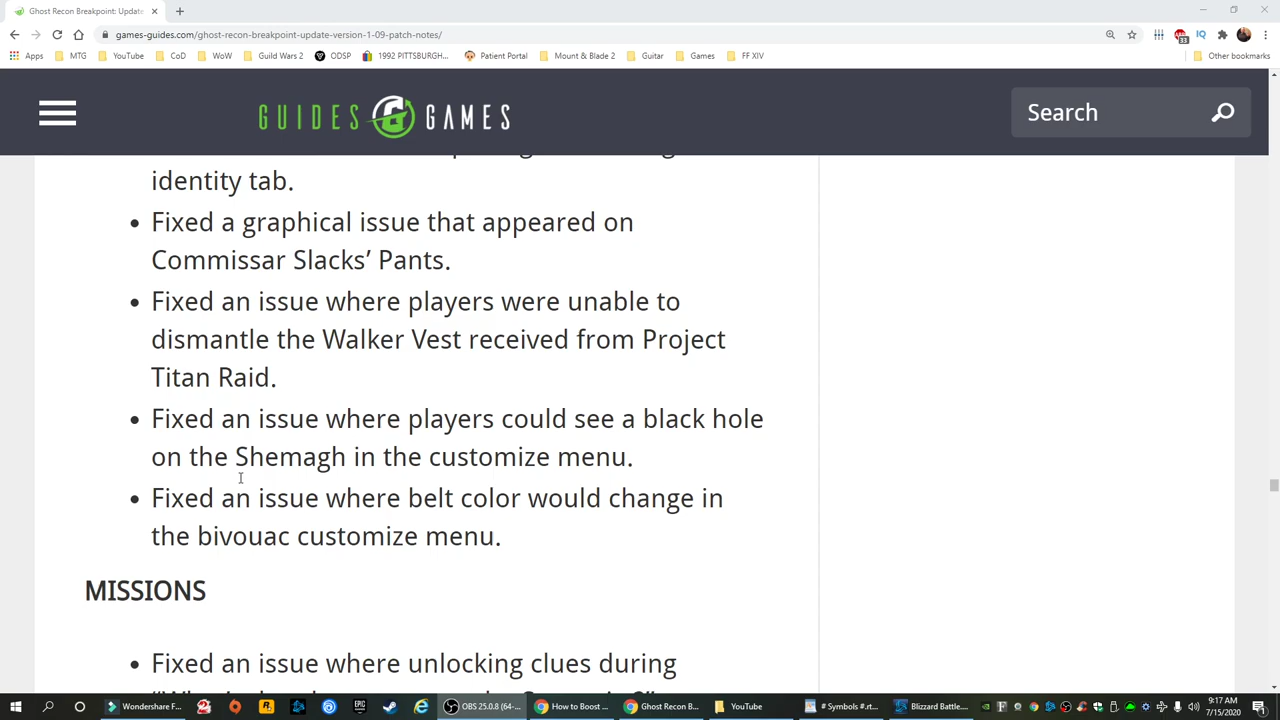 Ghost Recon Breakpoint: Update
games-guides.com/ghost-recon-breakpoint-update-version-1-09-patch-notes/
33
Apps MTG YouTube CoD WoW Guild Wars 2 ODSP 1992 PITTSBURGH... Patient Portal Mount & Blade 2 Guitar Games FF XIV Other bookmarks
GUIDES G GAMES
Search
identity tab.
• Fixed a graphical issue that appeared on
Commissar Slacks’ Pants.
• Fixed an issue where players were unable to
dismantle the Walker Vest received from Project
Titan Raid.
• Fixed an issue where players could see a black hole
on the Shemagh in the customize menu.
• Fixed an issue where belt color would change in
the bivouac customize menu.
MISSIONS
• Fixed an issue where unlocking clues during
Wondershare F... OBS 25.0.8 (64-... How to Boost ... Ghost Recon B... YouTube # Symbols #.rt... Blizzard Battle... 9:17 AM
7/15/2020